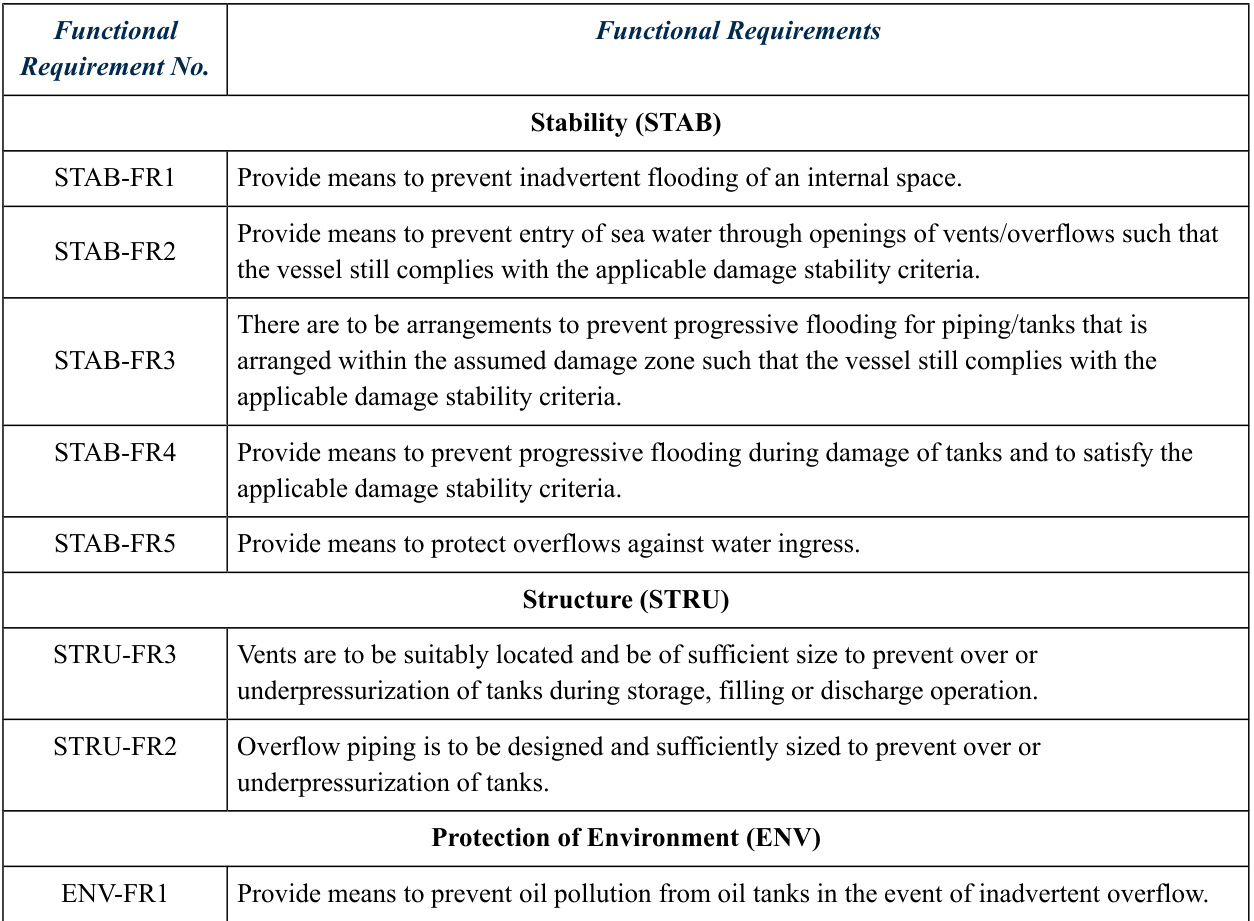 Functional
Requirement No.
Functional Requirements
Stability (STAB)
STAB-FR1
Provide means to prevent inadvertent flooding of an internal space.
STAB-FR2
Provide means to prevent entry of sea water through openings of vents/overflows such that
the vessel still complies with the applicable damage stability criteria.
STAB-FR3
There are to be arrangements to prevent progressive flooding for piping/tanks that is
arranged within the assumed damage zone such that the vessel still complies with the
applicable damage stability criteria.
STAB-FR4
Provide means to prevent progressive flooding during damage of tanks and to satisfy the
applicable damage stability criteria.
STAB-FR5
Provide means to protect overflows against water ingress.
Structure (STRU)
STRU-FR3
Vents are to be suitably located and be of sufficient size to prevent over or
underpressurization of tanks during storage, filling or discharge operation.
STRU-FR2
Overflow piping is to be designed and sufficiently sized to prevent over or
underpressurization of tanks.
Protection of Environment (ENV)
ENV-FR1
Provide means to prevent oil pollution from oil tanks in the event of inadvertent overflow.